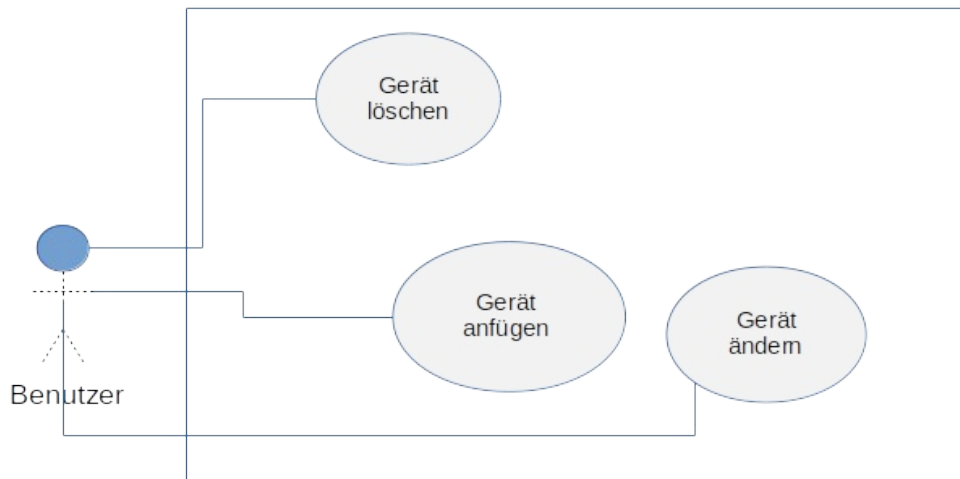 Gerät
löschen
Gerät
anfügen
Gerät
ändern
Benutzer